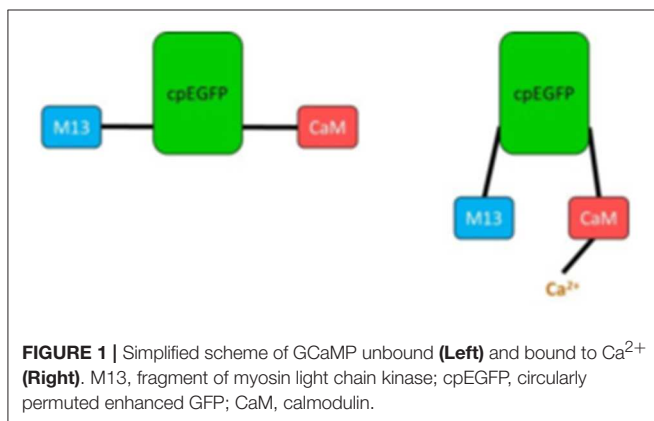 cpEGFP
M13
CaM
cpEGFP
M13
CaM
Ca²⁺
FIGURE 1 | Simplified scheme of GCaMP unbound (Left) and bound to Ca²⁺
(Right). M13, fragment of myosin light chain kinase; cpEGFP, circularly
permuted enhanced GFP; CaM, calmodulin.